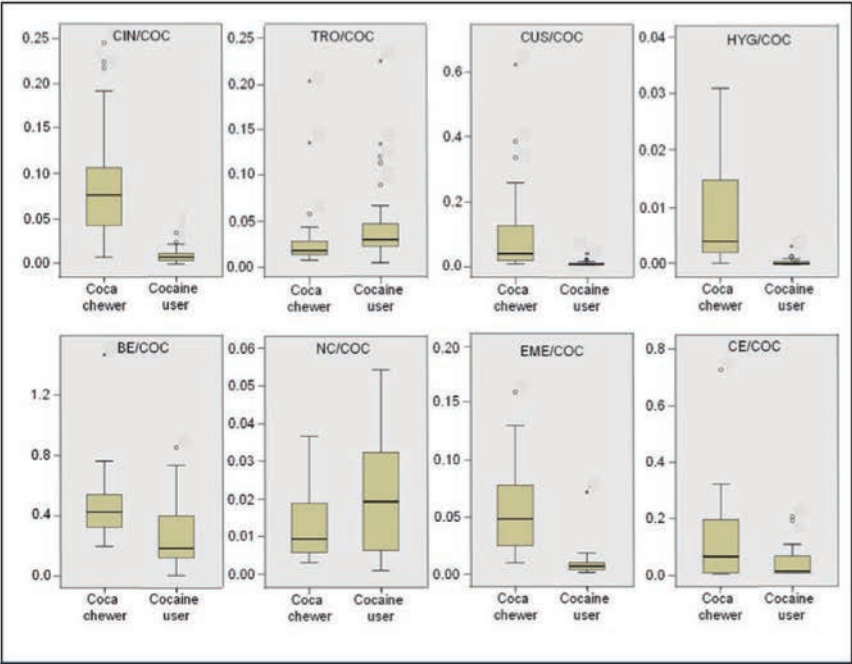 CIN/COC
0.25
0.20
0.15
0.10
0.05
0.00
Coca chewer
Cocaine user
TRO/COC
0.25
0.20
0.15
0.10
0.05
0.00
Coca chewer
Cocaine user
CUS/COC
0.6
0.4
0.2
0.0
Coca chewer
Cocaine user
HYG/COC
0.04
0.03
0.02
0.01
0.00
Coca chewer
Cocaine user
BE/COC
1.2
0.8
0.4
0.0
Coca chewer
Cocaine user
NC/COC
0.06
0.05
0.04
0.03
0.02
0.01
0.00
Coca chewer
Cocaine user
EME/COC
0.20
0.15
0.10
0.05
0.00
Coca chewer
Cocaine user
CE/COC
0.8
0.6
0.4
0.2
0.0
Coca chewer
Cocaine user